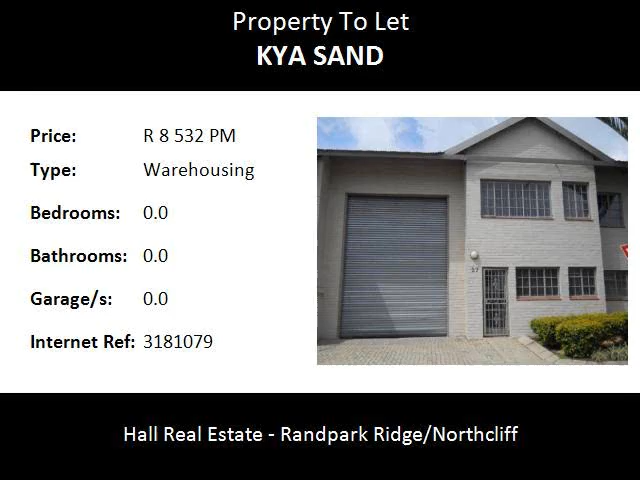 Property To Let
KYA SAND
Price: R 8 532 PM
Type: Warehousing
Bedrooms: 0.0
Bathrooms: 0.0
Garage/s: 0.0
Internet Ref: 3181079
Hall Real Estate - Randpark Ridge/Northcliff